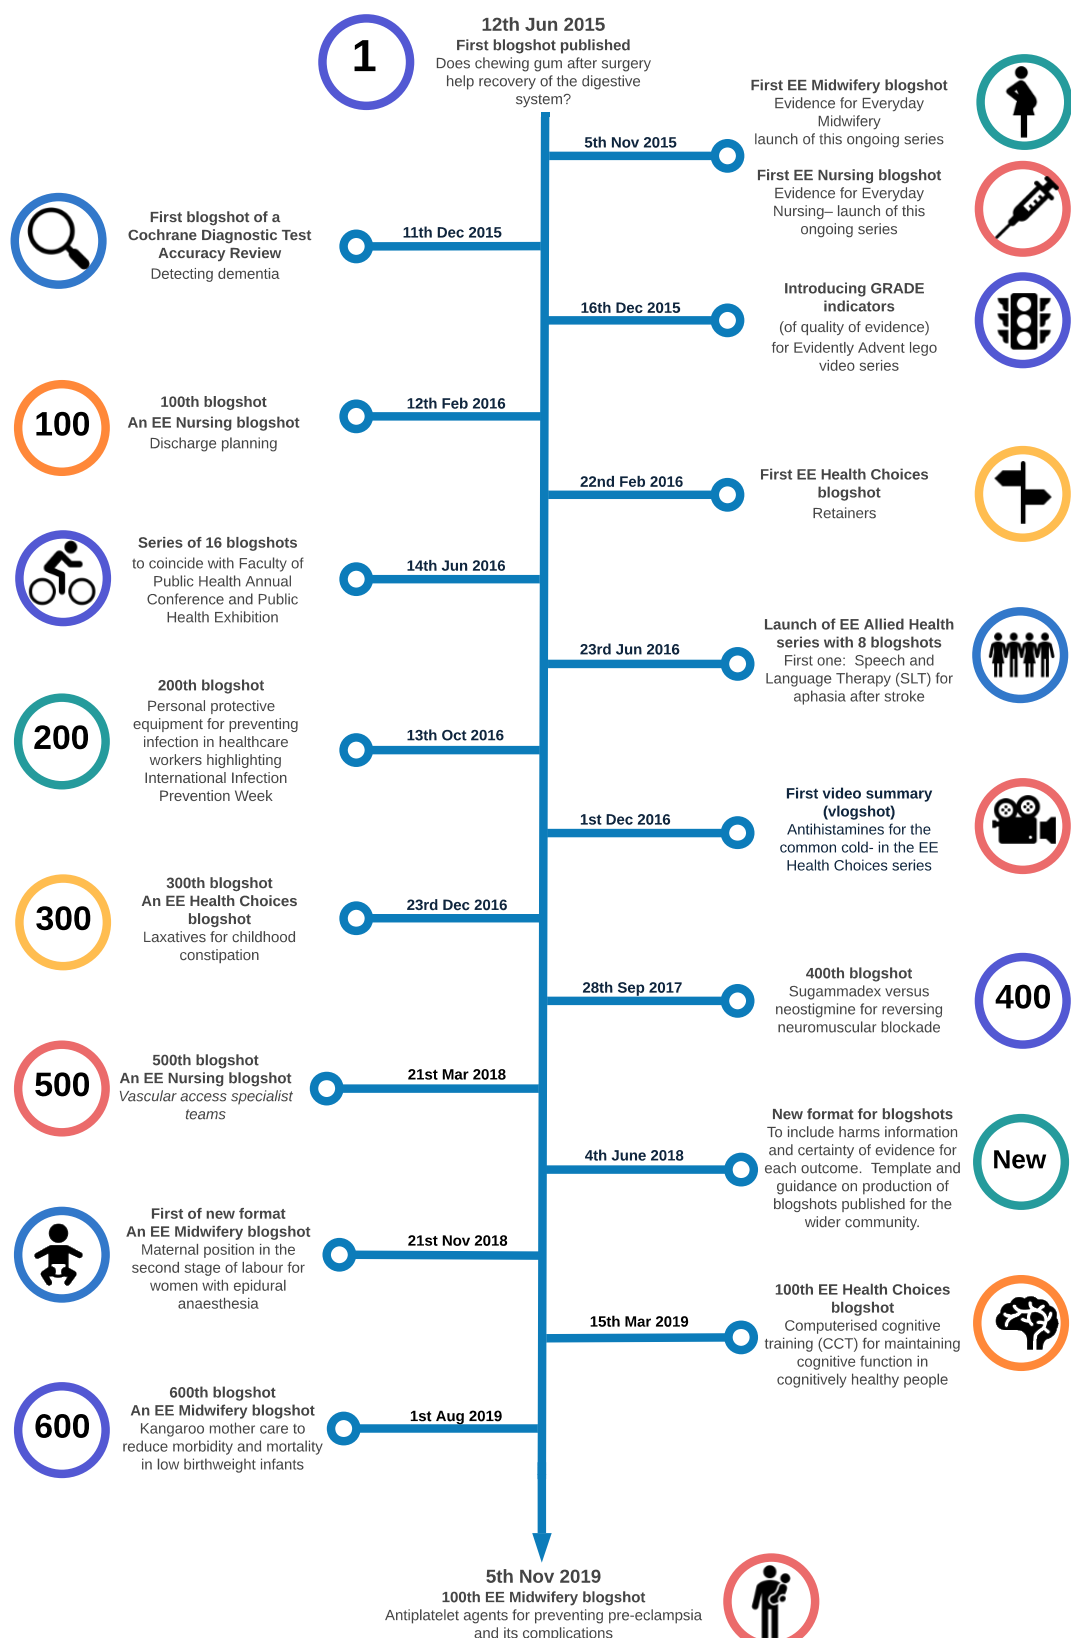 1
12th Jun 2015
First blogshot published
Does chewing gum after surgery
help recovery of the digestive
system?
5th Nov 2015
First EE Midwifery blogshot
Evidence for Everyday
Midwifery
launch of this ongoing series
First EE Nursing blogshot
Evidence for Everyday
Nursing– launch of this
ongoing series
First blogshot of a
Cochrane Diagnostic Test
Accuracy Review
Detecting dementia
11th Dec 2015
16th Dec 2015
Introducing GRADE
indicators
(of quality of evidence)
for Evidently Advent lego
video series
100
100th blogshot
An EE Nursing blogshot
Discharge planning
12th Feb 2016
22nd Feb 2016
First EE Health Choices
blogshot
Retainers
Series of 16 blogshots
to coincide with Faculty of
Public Health Annual
Conference and Public
Health Exhibition
14th Jun 2016
23rd Jun 2016
Launch of EE Allied Health
series with 8 blogshots
First one:  Speech and
Language Therapy (SLT) for
aphasia after stroke
200
200th blogshot
Personal protective
equipment for preventing
infection in healthcare
workers highlighting
International Infection
Prevention Week
13th Oct 2016
1st Dec 2016
First video summary
(vlogshot)
Antihistamines for the
common cold- in the EE
Health Choices series
300
300th blogshot
An EE Health Choices
blogshot
Laxatives for childhood
constipation
23rd Dec 2016
28th Sep 2017
400th blogshot
Sugammadex versus
neostigmine for reversing
neuromuscular blockade
400
500
500th blogshot
An EE Nursing blogshot
Vascular access specialist
teams
21st Mar 2018
4th June 2018
New format for blogshots
To include harms information
and certainty of evidence for
each outcome.  Template and
guidance on production of
blogshots published for the
wider community.
New
First of new format
An EE Midwifery blogshot
Maternal position in the
second stage of labour for
women with epidural
anaesthesia
21st Nov 2018
15th Mar 2019
100th EE Health Choices
blogshot
Computerised cognitive
training (CCT) for maintaining
cognitive function in
cognitively healthy people
600
600th blogshot
An EE Midwifery blogshot
Kangaroo mother care to
reduce morbidity and mortality
in low birthweight infants
1st Aug 2019
5th Nov 2019
100th EE Midwifery blogshot
Antiplatelet agents for preventing pre-eclampsia
and its complications